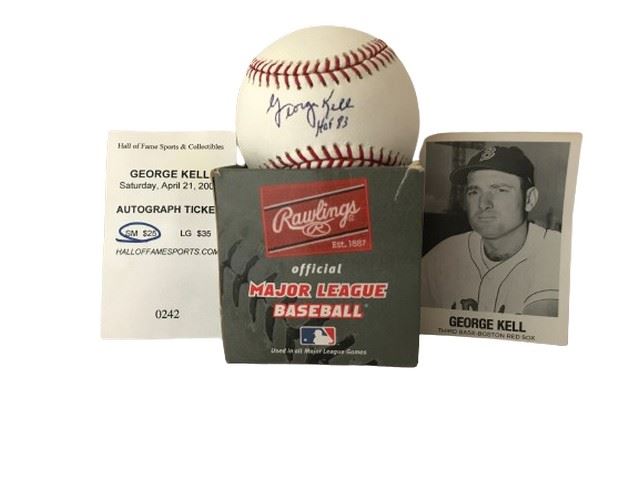 George Kell
HOF 83
Hall of Fame Sports & Collectibles
GEORGE KELL
Saturday, April 21,
AUTOGRAPH TICKE
SM $25 LG $35
HALLOFFAMESPORTS.COM
0242
Rawlings
Est. 1887
official
MAJOR LEAGUE
BASEBALL
Used in all Major League Games
B
GEORGE KELL
THIRD BASE-BOSTON RED SOX